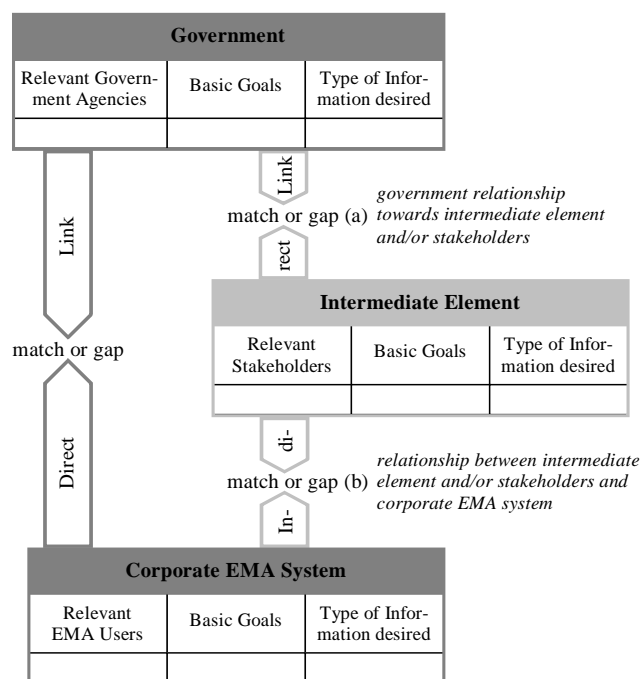 Government
Relevant Govern-
ment Agencies
Basic Goals
Type of Infor-
mation desired
Link
Link
match or gap (a)
government relationship
towards intermediate element
and/or stakeholders
rect
Intermediate Element
Relevant
Stakeholders
Basic Goals
Type of Infor-
mation desired
match or gap
di-
match or gap (b)
relationship between intermediate
element and/or stakeholders and
corporate EMA system
Direct
In-
Corporate EMA System
Relevant
EMA Users
Basic Goals
Type of Infor-
mation desired